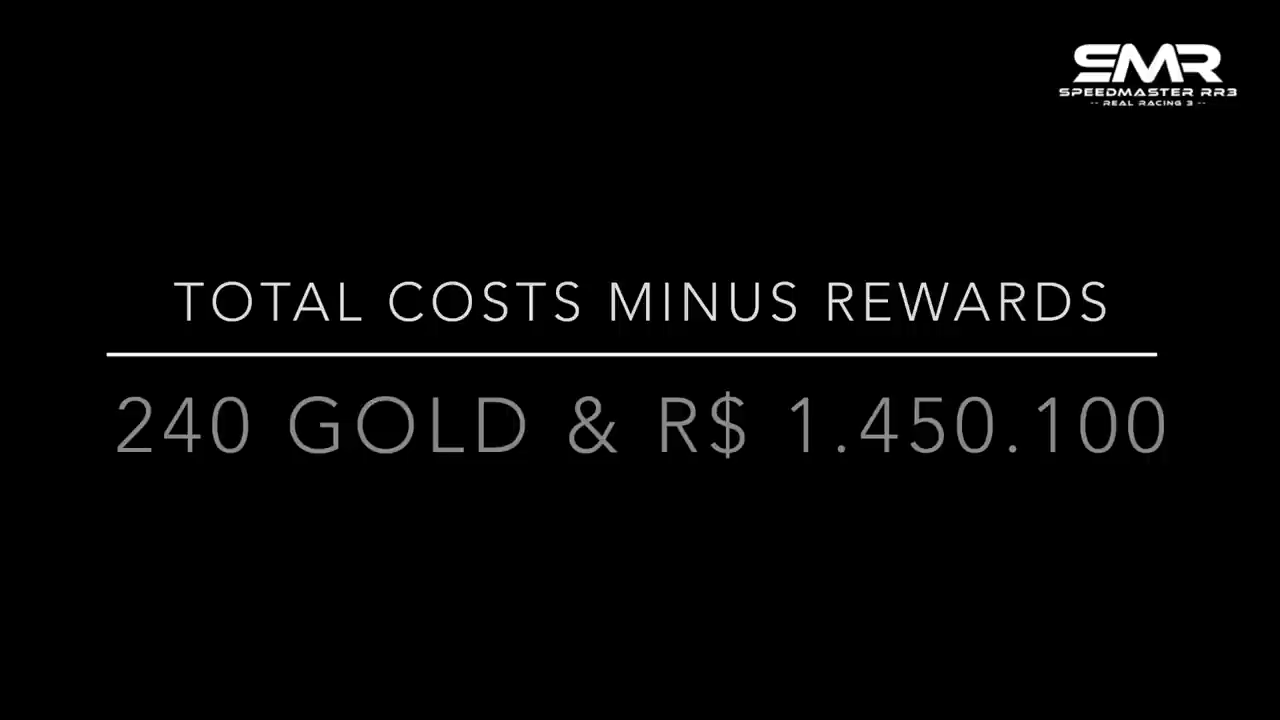 SMR
SPEEDMASTER RR3
-- REAL RACING 3 --
TOTAL COSTS MINUS REWARDS
240 GOLD & R$ 1.450.100